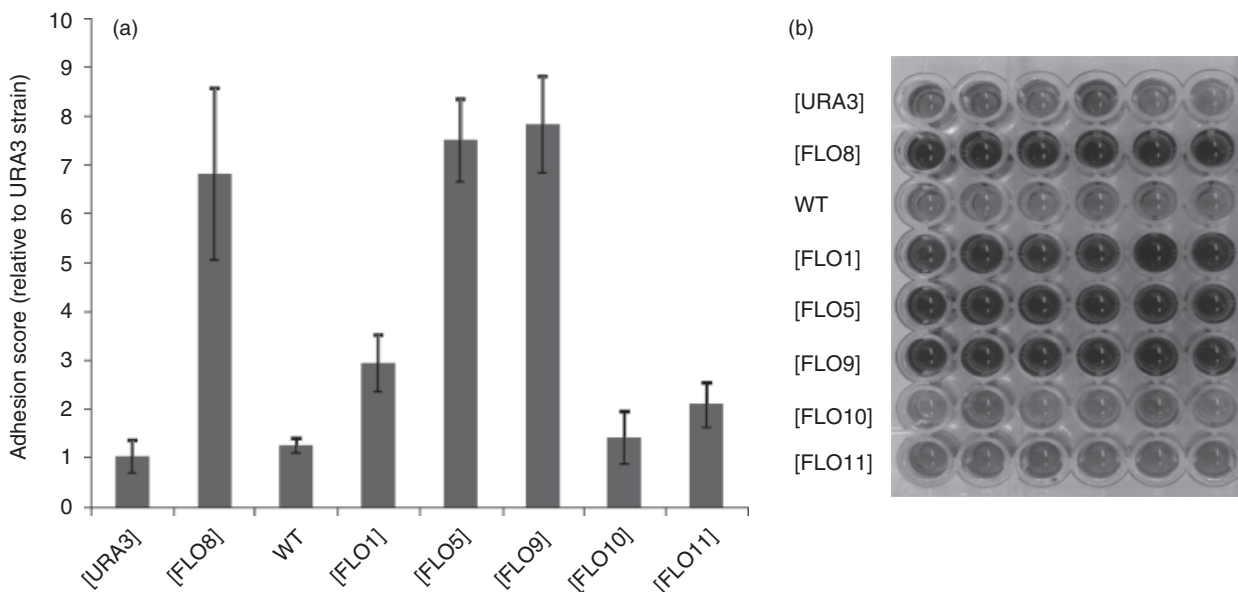 (a)
Adhesion score (relative to URA3 strain)
10
9
8
7
6
5
4
3
2
1
0
[URA3]
[FLO8]
WT
[FLO1]
[FLO5]
[FLO9]
[FLO10]
[FLO11]
(b)
[URA3]
[FLO8]
WT
[FLO1]
[FLO5]
[FLO9]
[FLO10]
[FLO11]